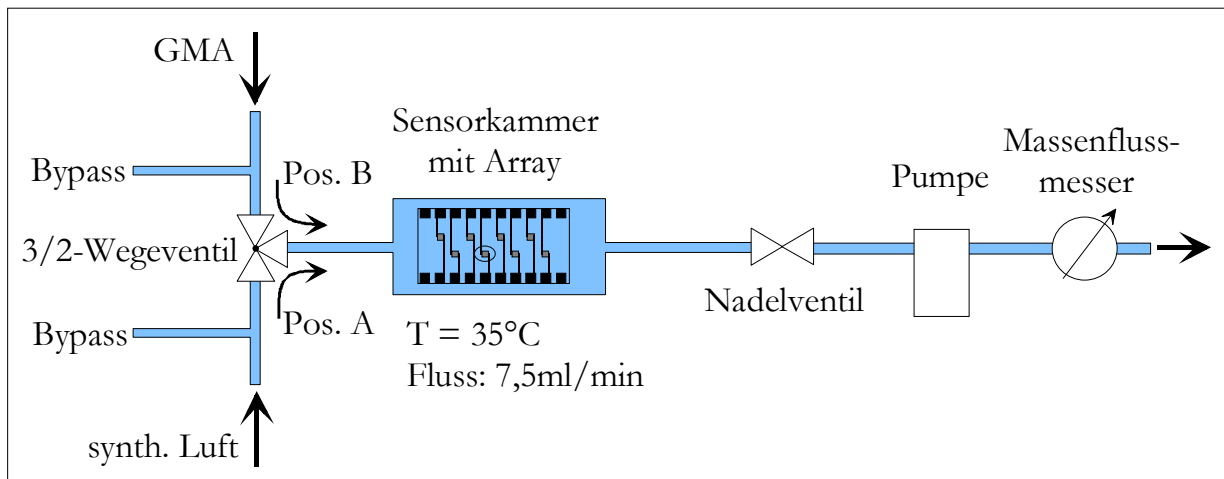 GMA
Bypass
Pos. B
3/2-Wegeventil
Pos. A
Bypass
synth. Luft
Sensorkammer
mit Array
T = 35°C
Fluss: 7,5ml/min
Nadelventil
Pumpe
Massenfluss-
messer